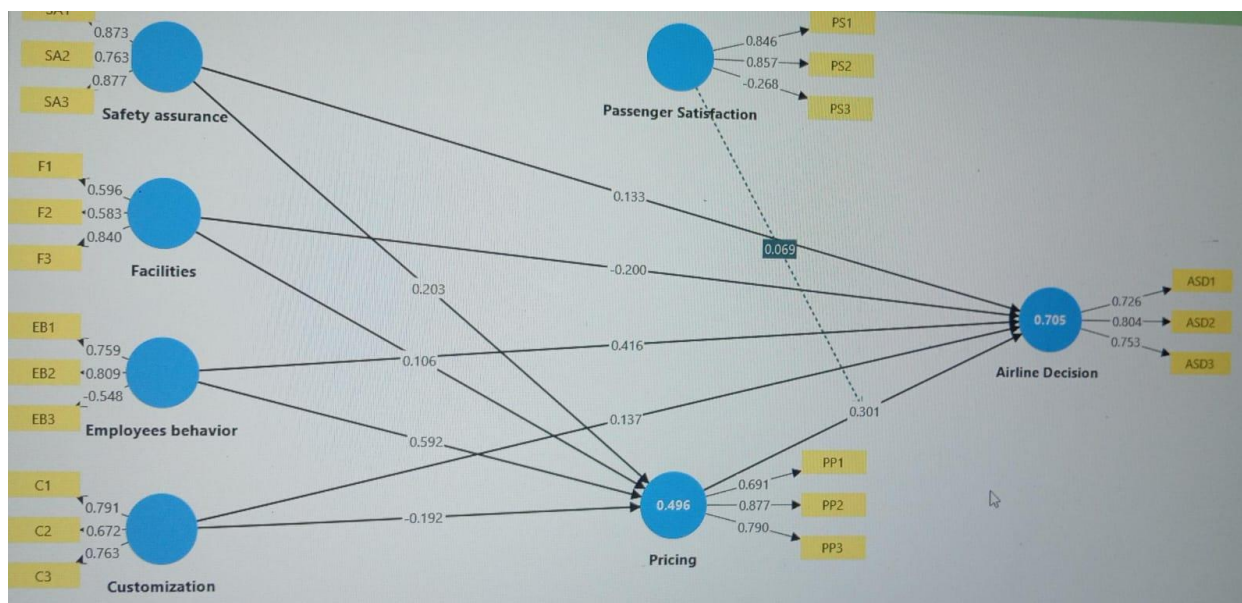 SA1
0.873
SA2
0.763
0.877
SA3
Safety assurance
PS1
0.846
0.857
PS2
-0.268
PS3
Passenger Satisfaction
F1
0.596
F2
0.583
0.840
F3
Facilities
0.133
0.069
-0.200
0.203
0.106
0.416
0.705
Airline Decision
0.726
ASD1
0.804
ASD2
0.753
ASD3
EB1
0.759
EB2
0.809
-0.548
EB3
Employees behavior
0.592
0.137
0.301
C1
0.791
C2
0.672
0.763
C3
Customization
-0.192
0.496
Pricing
PP1
0.691
0.877
PP2
0.790
PP3